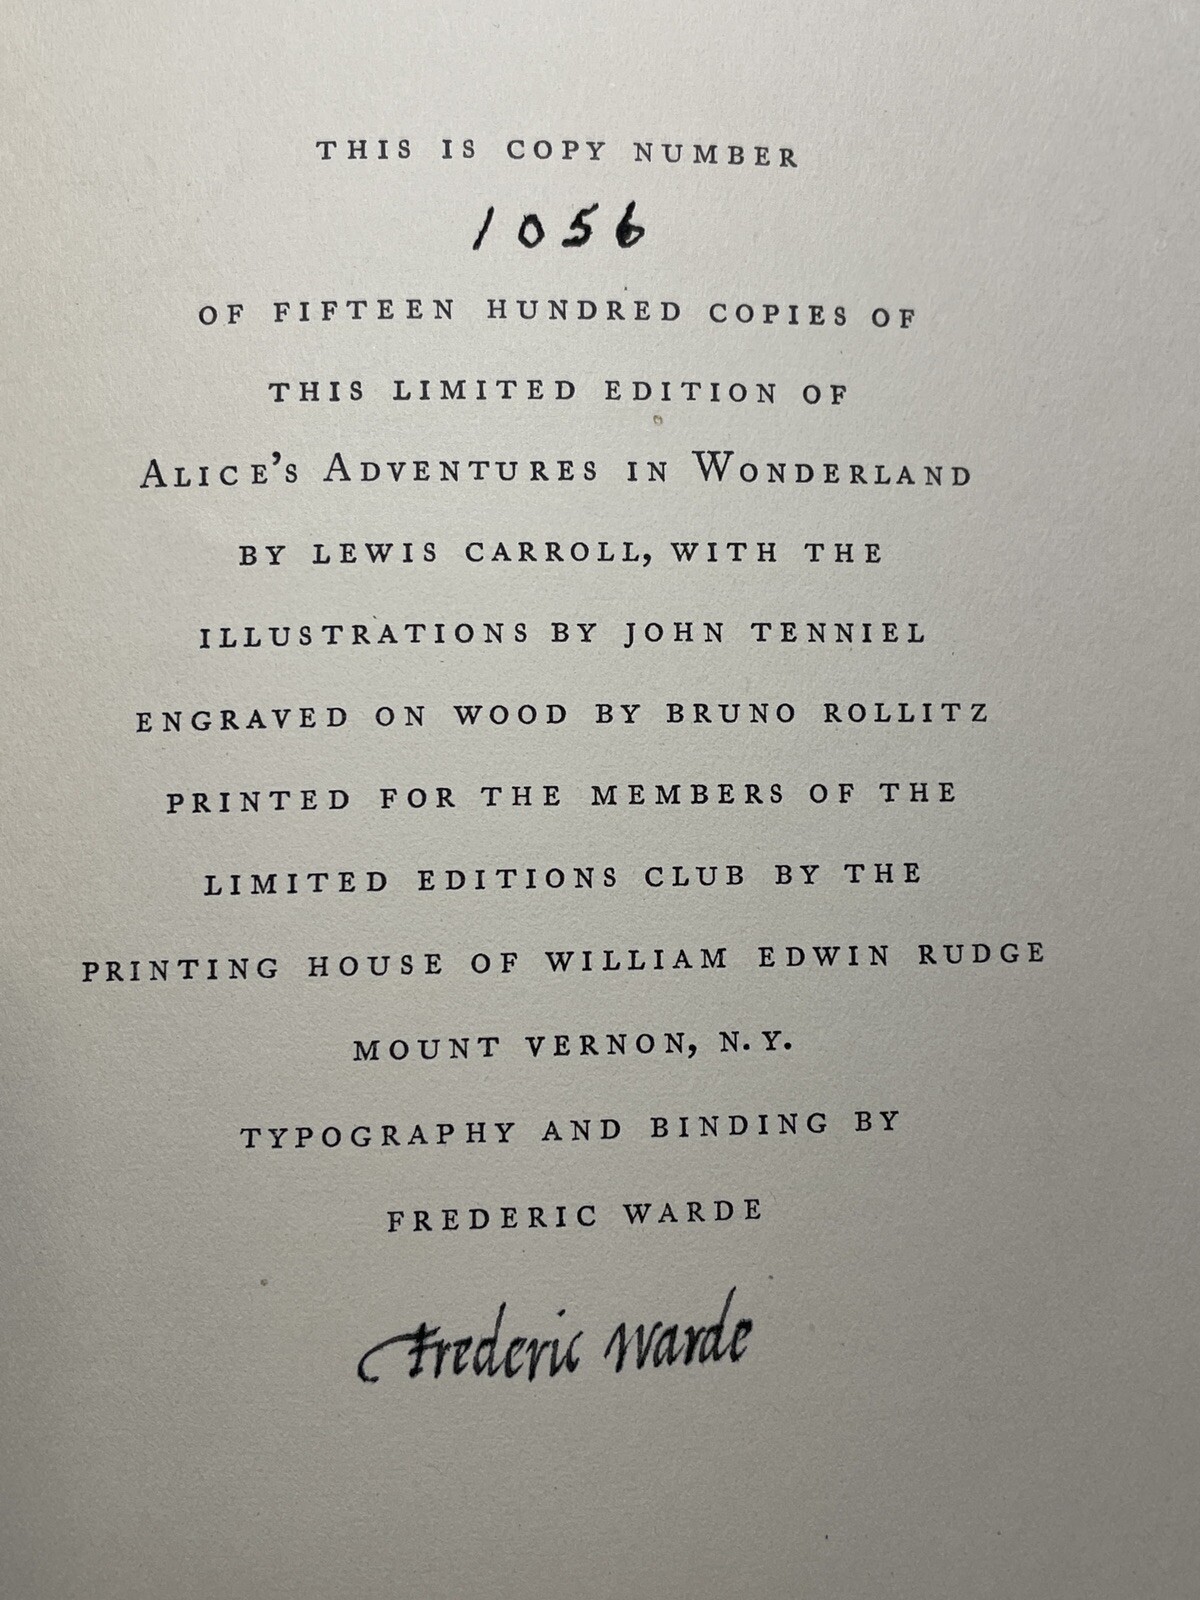 THIS IS COPY NUMBER
1056
OF FIFTEEN HUNDRED COPIES OF
THIS LIMITED EDITION OF
ALICE'S ADVENTURES IN WONDERLAND
BY LEWIS CARROLL, WITH THE
ILLUSTRATIONS BY JOHN TENNIEL
ENGRAVED ON WOOD BY BRUNO ROLLITZ
PRINTED FOR THE MEMBERS OF THE
LIMITED EDITIONS CLUB BY THE
PRINTING HOUSE OF WILLIAM EDWIN RUDGE
MOUNT VERNON, N.Y.
TYPOGRAPHY AND BINDING BY
FREDERIC WARDE
Frederic Warde